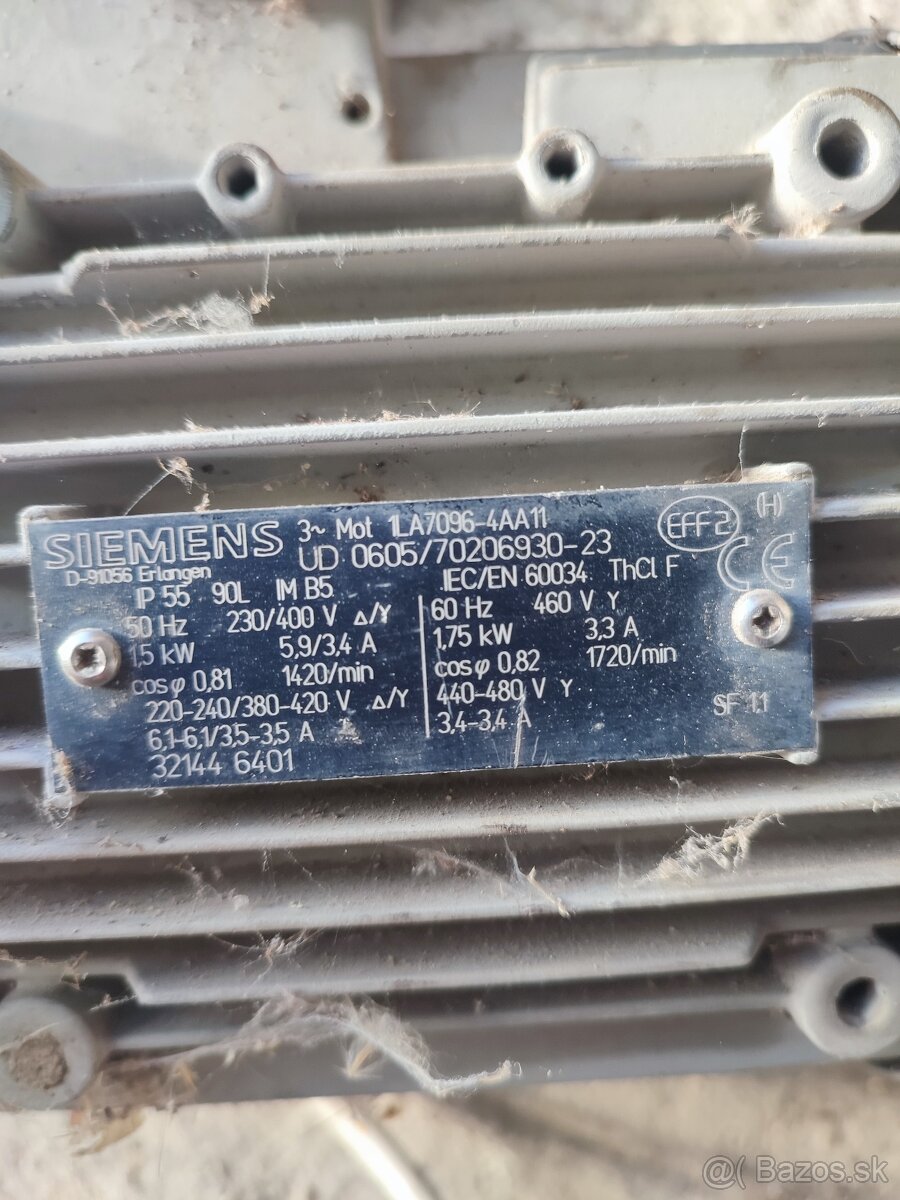 SIEMENS 3~ Mot 1LA7096-4AA11 EFF2 (H)
D-91056 Erlangen UD 0605/70206930-23 CE
IP 55 90L IM B5 IEC/EN 60034 ThCl F
50 Hz 230/400 V Δ/Y 60 Hz 460 V Y
1,5 kW 5,9/3,4 A 1,75 kW 3,3 A
cosφ 0,81 1420/min cosφ 0,82 1720/min
220-240/380-420 V Δ/Y 440-480 V Y SF 1.1
6,1-6,1/3,5-3,5 A 3,4-3,4 A
32144 6401
@( Bazos.sk